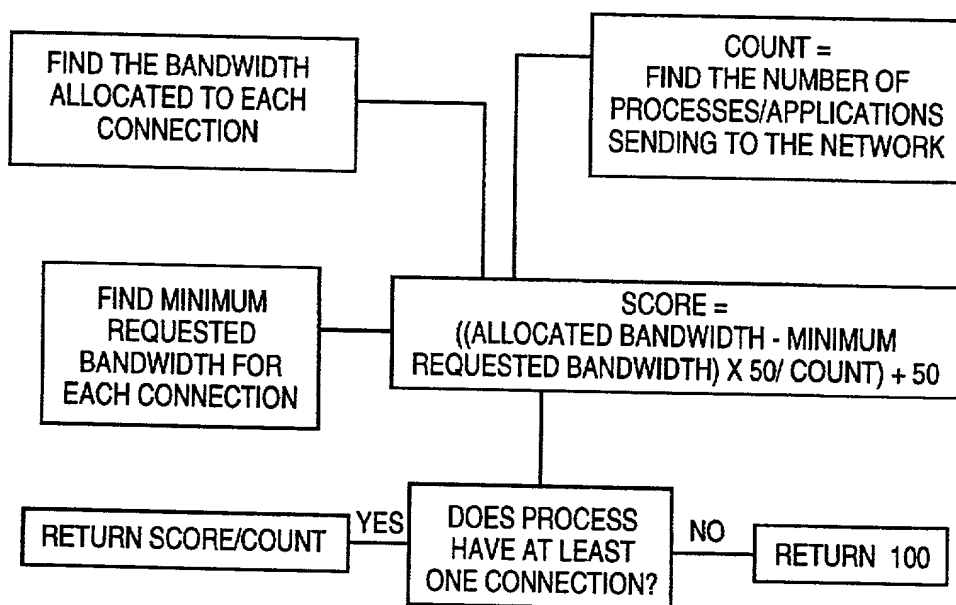 FIND THE BANDWIDTH
ALLOCATED TO EACH
CONNECTION
COUNT =
FIND THE NUMBER OF
PROCESSES/APPLICATIONS
SENDING TO THE NETWORK
FIND MINIMUM
REQUESTED
BANDWIDTH FOR
EACH CONNECTION
SCORE =
((ALLOCATED BANDWIDTH - MINIMUM
REQUESTED BANDWIDTH) X 50/ COUNT) + 50
RETURN SCORE/COUNT
YES
DOES PROCESS
HAVE AT LEAST
ONE CONNECTION?
NO
RETURN 100